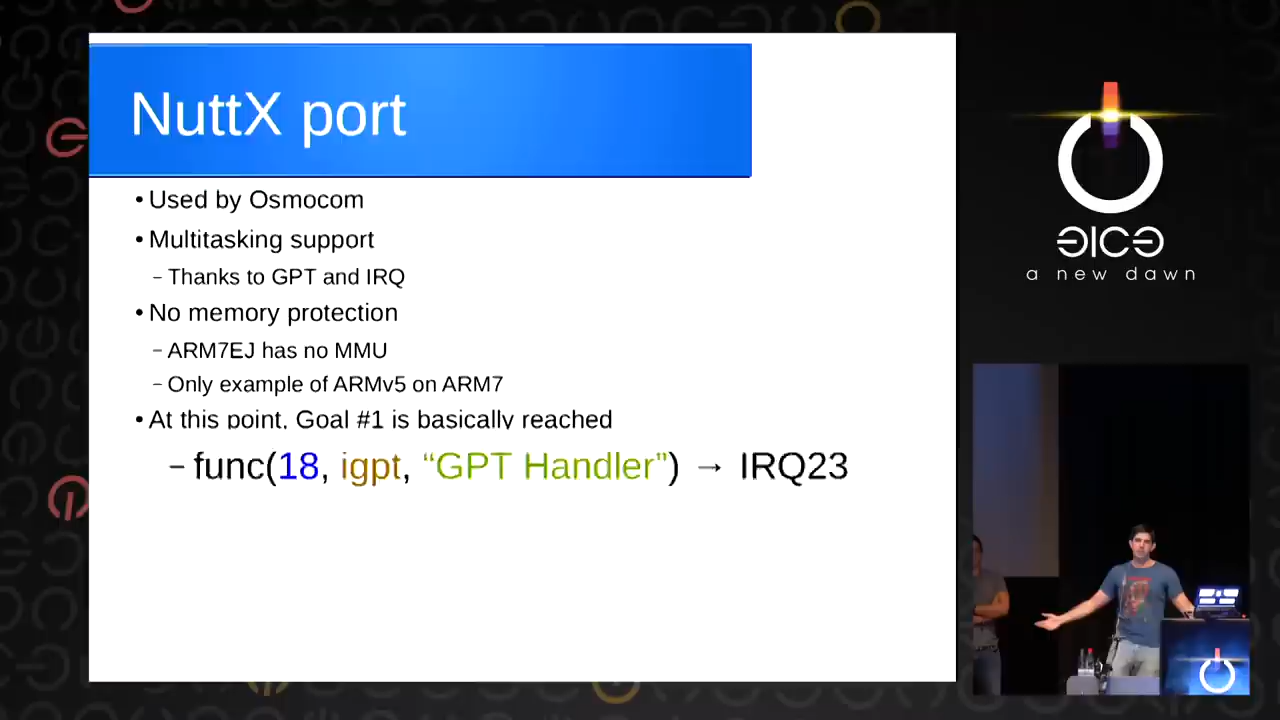 NuttX port
• Used by Osmocom
• Multitasking support
– Thanks to GPT and IRQ
• No memory protection
– ARM7EJ has no MMU
– Only example of ARMv5 on ARM7
• At this point, Goal #1 is basically reached
– func(18, igpt, “GPT Handler”) → IRQ23
ƎICƎ
a new dawn